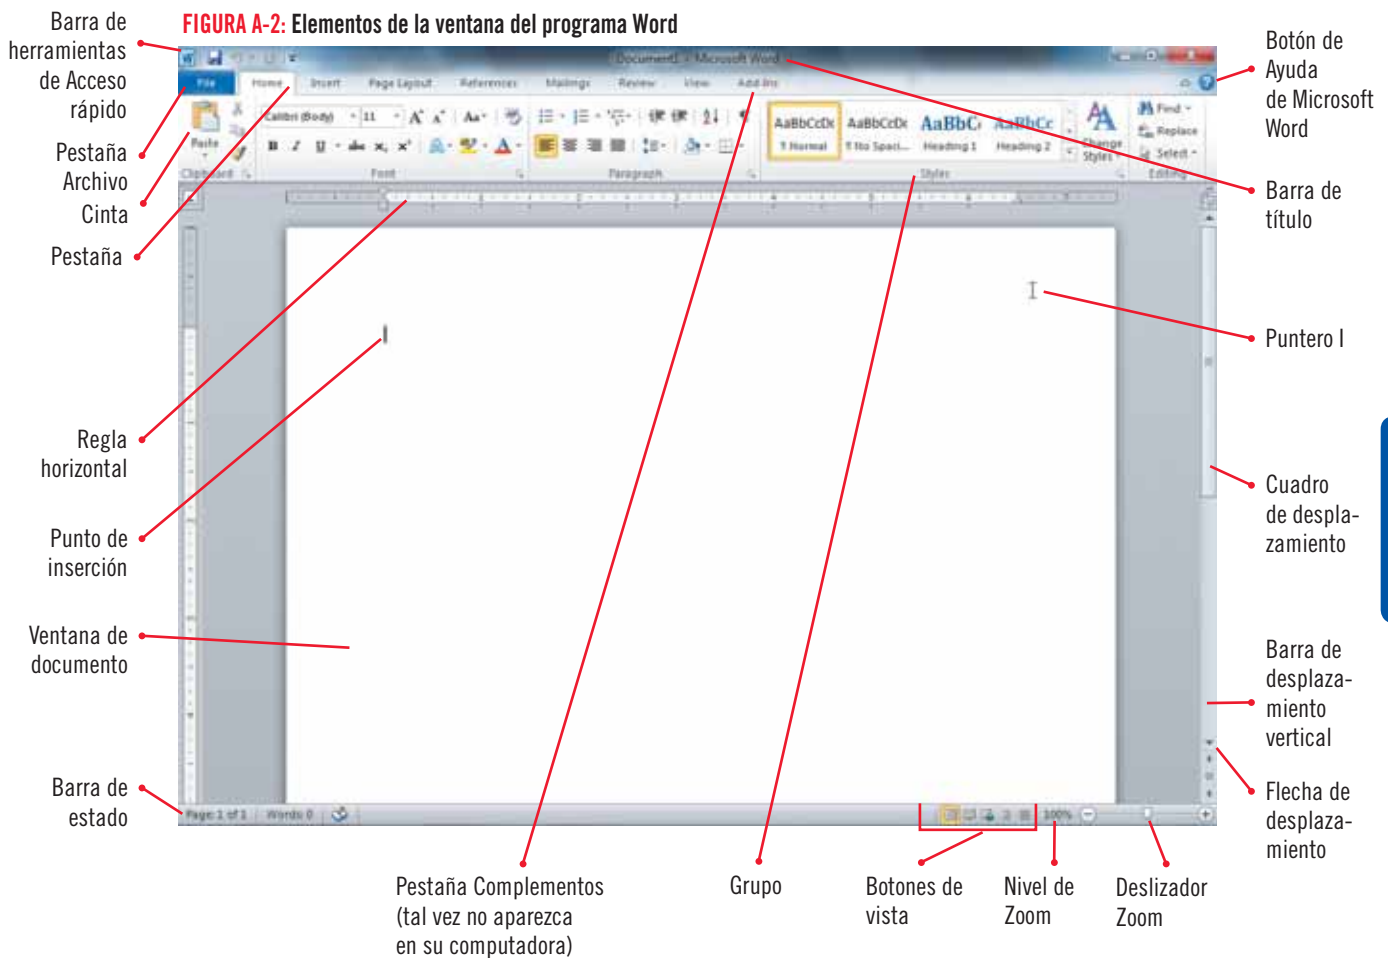 FIGURA A-2: Elementos de la ventana del programa Word
Barra de
herramientas
de Acceso
rápido
Pestaña
Archivo
Cinta
Pestaña
Regla
horizontal
Punto de
inserción
Ventana de
documento
Barra de
estado
Document1 - Microsoft Word
File Home Insert Page Layout References Mailings Review View Add-Ins
Calibri (Body) 11
AaBbCcDc AaBbCcDc AaBbC AaBbCc
Paste
¶ Normal ¶ No Spaci... Heading 1 Heading 2
Change
Styles
Find
Replace
Select
Clipboard Font Paragraph Styles Editing
Page: 1 of 1 Words: 0 100%
Botón de
Ayuda
de Microsoft
Word
Barra de
título
Puntero I
Cuadro
de despla-
zamiento
Barra de
desplaza-
miento
vertical
Flecha de
desplaza-
miento
Pestaña Complementos
(tal vez no aparezca
en su computadora)
Grupo
Botones de
vista
Nivel de
Zoom
Deslizador
Zoom